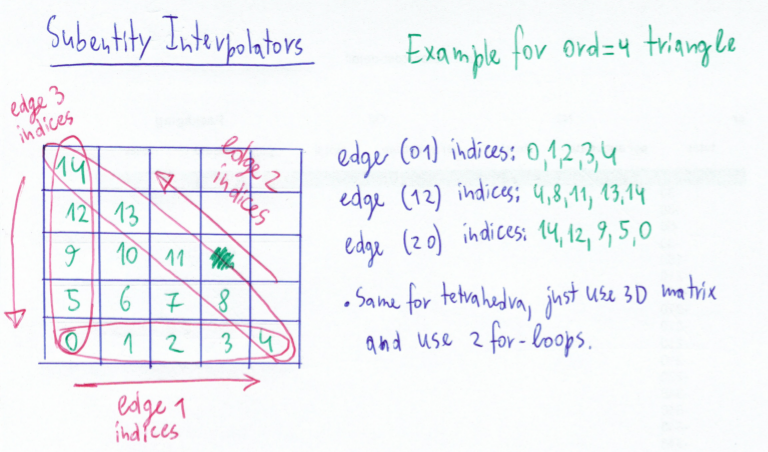 Subentity Interpolators
Example for ord=4 triangle
edge 3
indices
edge 2
indices
14
12 13
9 10 11
5 6 7 8
0 1 2 3 4
edge 1
indices
edge (01) indices: 0,1,2,3,4
edge (12) indices: 4,8,11,13,14
edge (20) indices: 14,12,9,5,0
• Same for tetrahedra, just use 3D matrix
and use 2 for-loops.